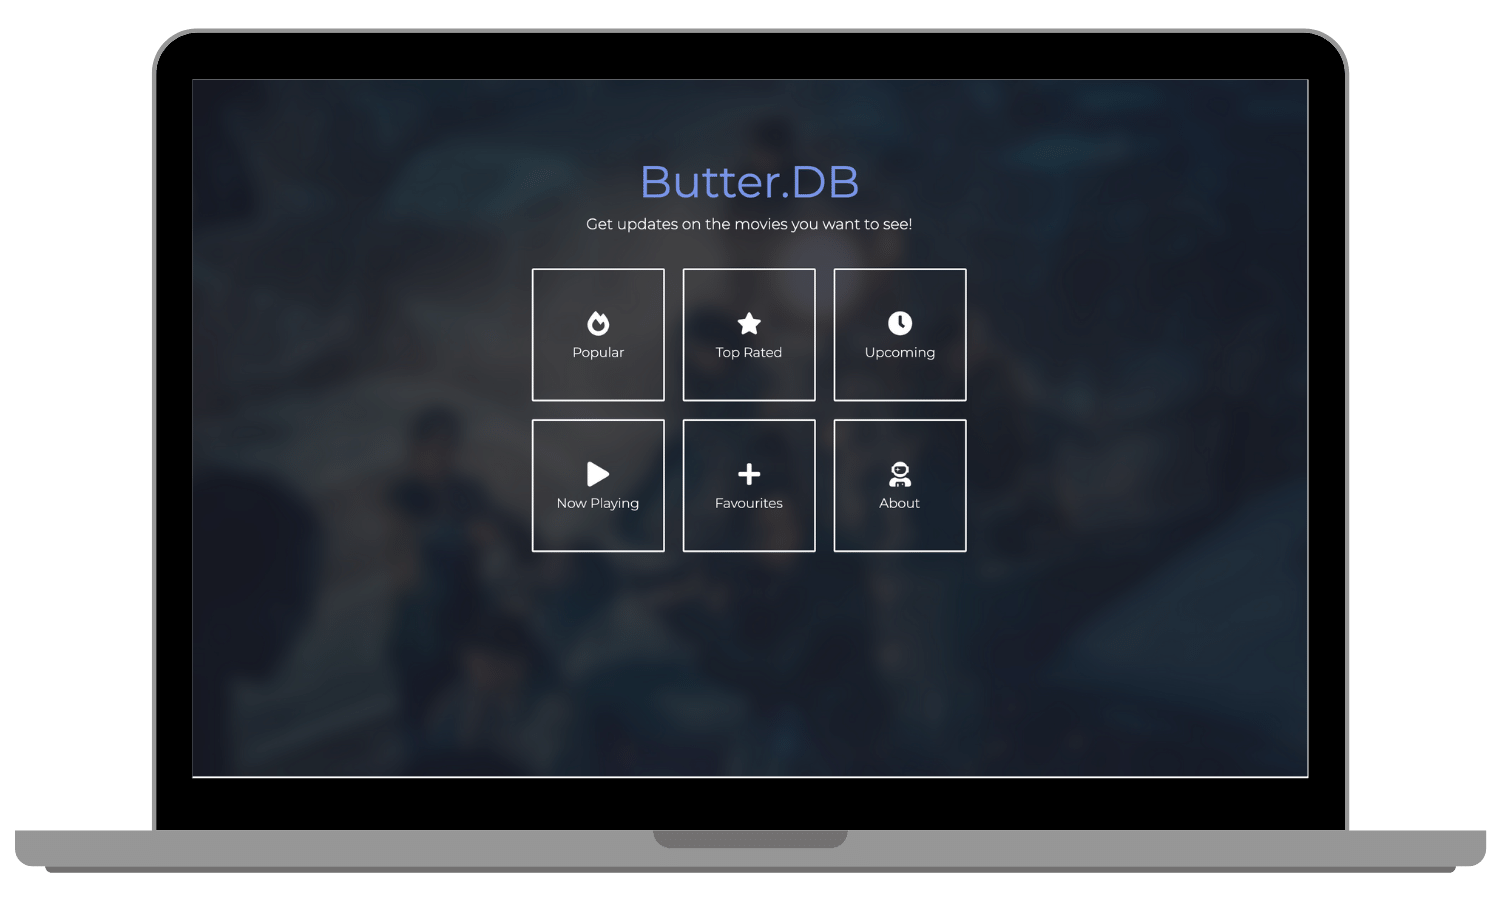 Butter.DB
Get updates on the movies you want to see!
Popular
Top Rated
Upcoming
Now Playing
Favourites
About